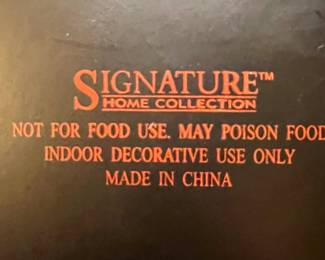 SIGNATURE™
HOME COLLECTION
NOT FOR FOOD USE. MAY POISON FOOD
INDOOR DECORATIVE USE ONLY
MADE IN CHINA